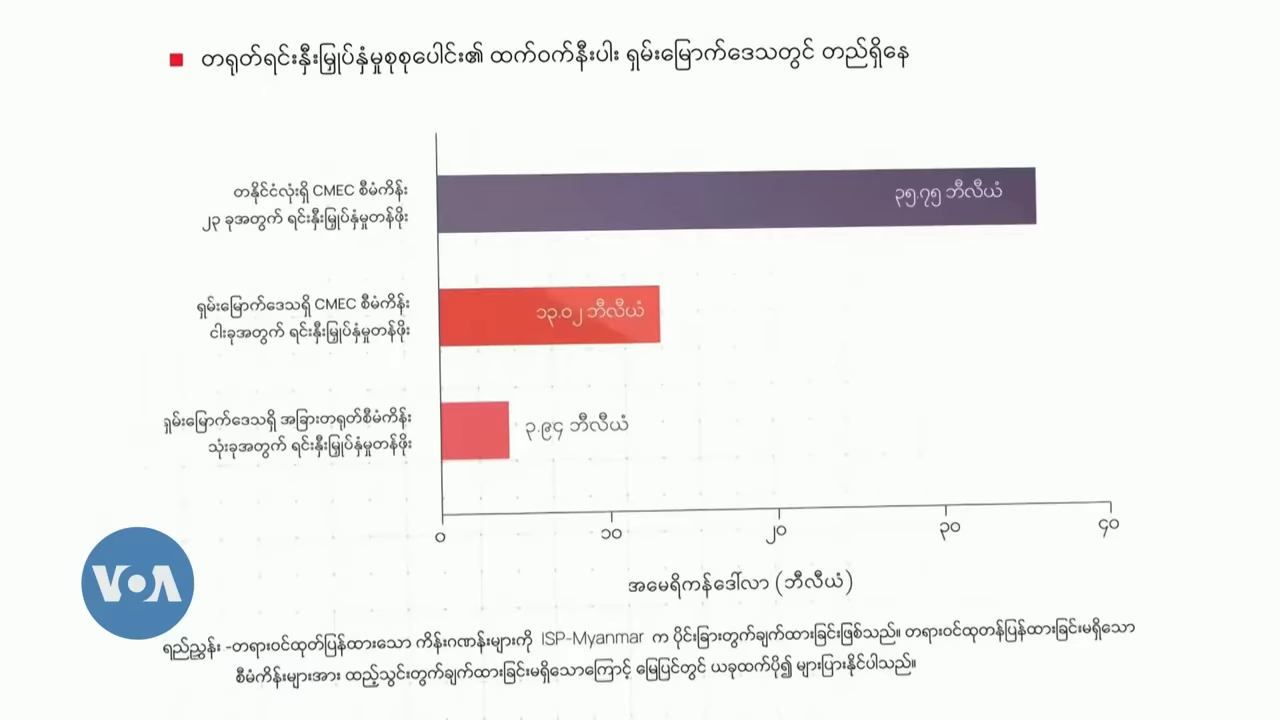 တရုတ်ရင်းနှီးမြှုပ်နှံမှုစုစုပေါင်း၏ ထက်ဝက်နီးပါး ရှမ်းမြောက်ဒေသတွင် တည်ရှိနေ
တနိုင်ငံလုံးရှိ CMEC စီမံကိန်း
၂၃ ခုအတွက် ရင်းနှီးမြှုပ်နှံမှုတန်ဖိုး
၃၅.၇၅ ဘီလီယံ
ရှမ်းမြောက်ဒေသရှိ CMEC စီမံကိန်း
ငါးခုအတွက် ရင်းနှီးမြှုပ်နှံမှုတန်ဖိုး
၁၃.၀၂ ဘီလီယံ
ရှမ်းမြောက်ဒေသရှိ အခြားတရုတ်စီမံကိန်း
သုံးခုအတွက် ရင်းနှီးမြှုပ်နှံမှုတန်ဖိုး
၃.၉၄ ဘီလီယံ
၀ ၁၀ ၂၀ ၃၀ ၄၀
အမေရိကန်ဒေါ်လာ (ဘီလီယံ)
VOA
ရည်ညွှန်း -တရားဝင်ထုတ်ပြန်ထားသော ကိန်းဂဏန်းများကို ISP-Myanmar က ပိုင်းခြားတွက်ချက်ထားခြင်းဖြစ်သည်။ တရားဝင်ထုတန်ပြန်ထားခြင်းမရှိသော
စီမံကိန်းများအား ထည့်သွင်းတွက်ချက်ထားခြင်းမရှိသောကြောင့် မြေပြင်တွင် ယခုထက်ပို၍ များပြားနိုင်ပါသည်။